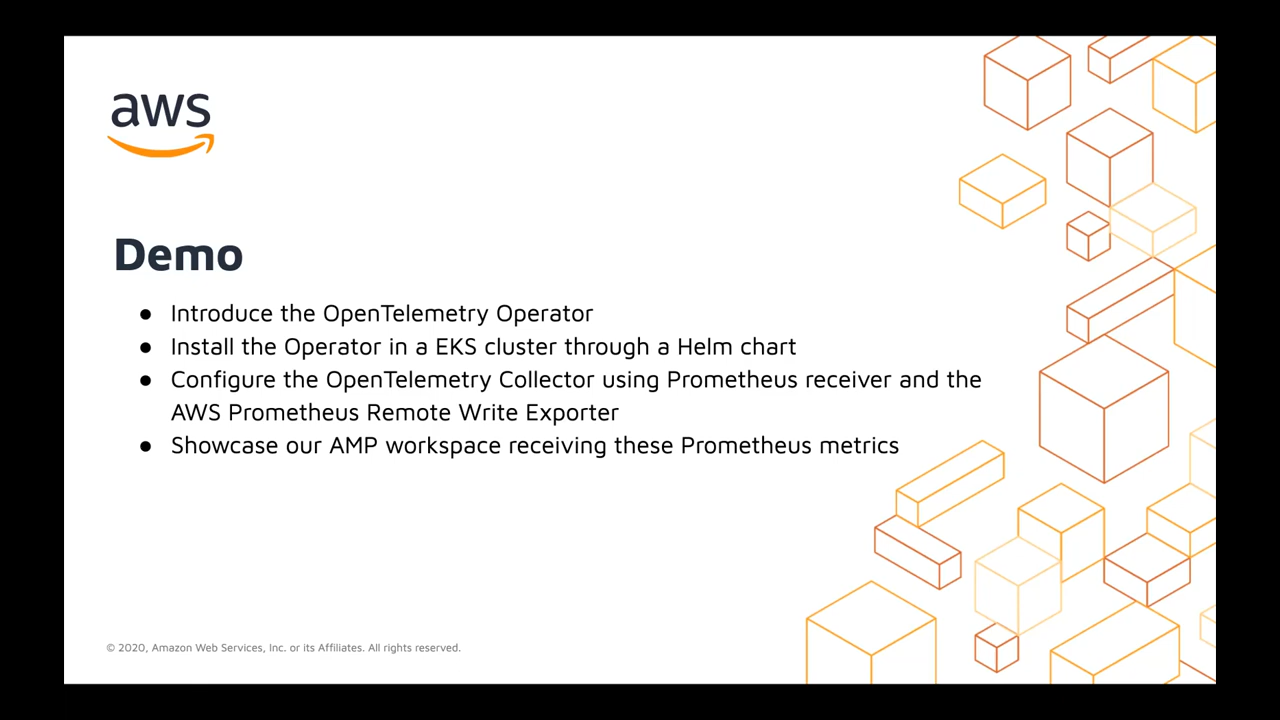 aws
Demo
● Introduce the OpenTelemetry Operator
● Install the Operator in a EKS cluster through a Helm chart
● Configure the OpenTelemetry Collector using Prometheus receiver and the
AWS Prometheus Remote Write Exporter
● Showcase our AMP workspace receiving these Prometheus metrics
© 2020, Amazon Web Services, Inc. or its Affiliates. All rights reserved.